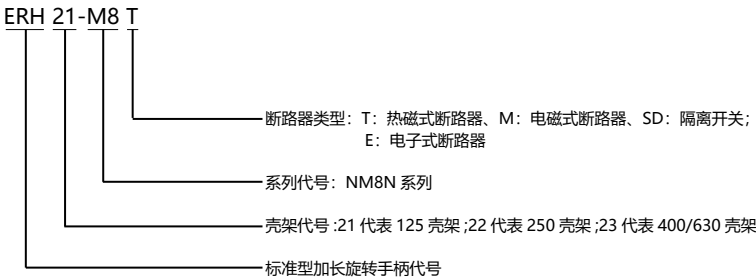 ERH 21-M8 T
断路器类型：T：热磁式断路器、M：电磁式断路器、SD：隔离开关；
E：电子式断路器
系列代号：NM8N 系列
壳架代号 :21 代表 125 壳架 ;22 代表 250 壳架 ;23 代表 400/630 壳架
标准型加长旋转手柄代号